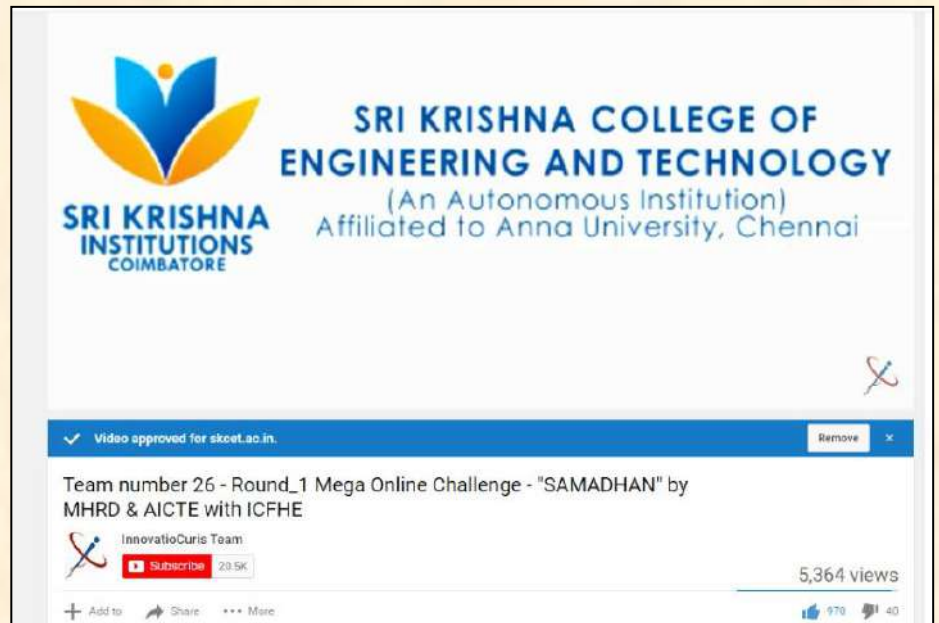 SRI KRISHNA COLLEGE OF
ENGINEERING AND TECHNOLOGY
(An Autonomous Institution)
Affiliated to Anna University, Chennai
SRI KRISHNA
INSTITUTIONS
COIMBATORE
Video approved for skcet.ac.in.
Remove ×
Team number 26 - Round_1 Mega Online Challenge - "SAMADHAN" by
MHRD & AICTE with ICFHE
InnovatioCuris Team
Subscribe 20.5K
5,364 views
Add to Share ••• More
970 40